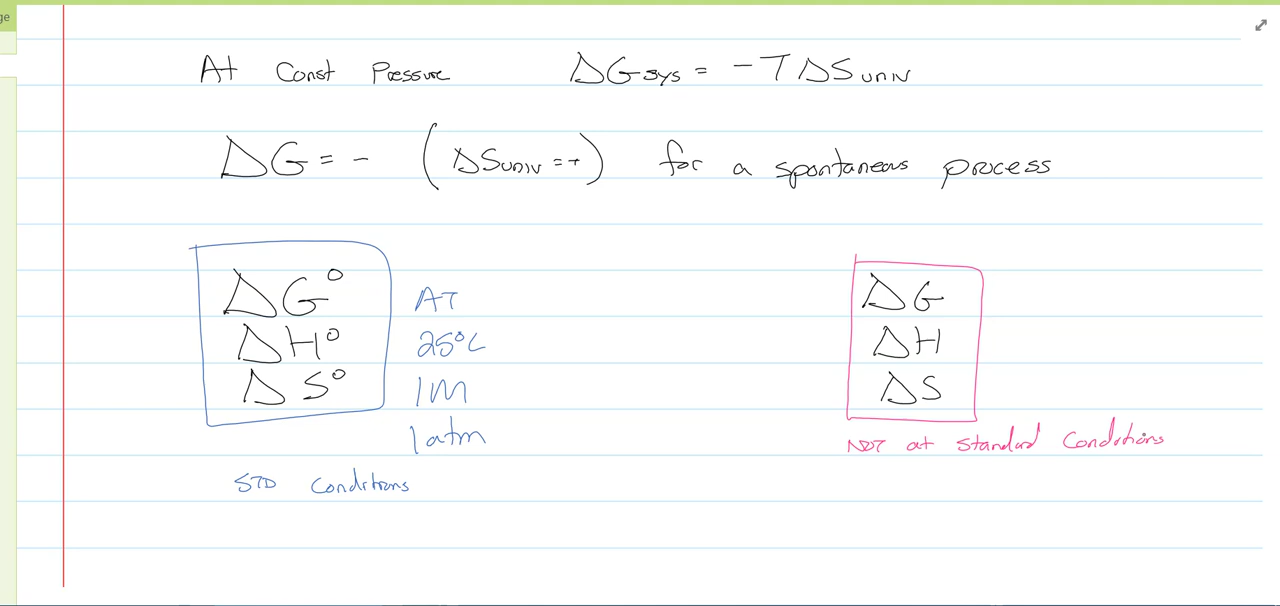 ge
At Const Pressure ΔGsys = -TΔSuniv
ΔG = - (ΔSuniv = +) for a spontaneous process
ΔG° AT ΔG
ΔH° 25°C ΔH
ΔS° 1M ΔS
1atm NOT at Standard Conditions
STD Conditions